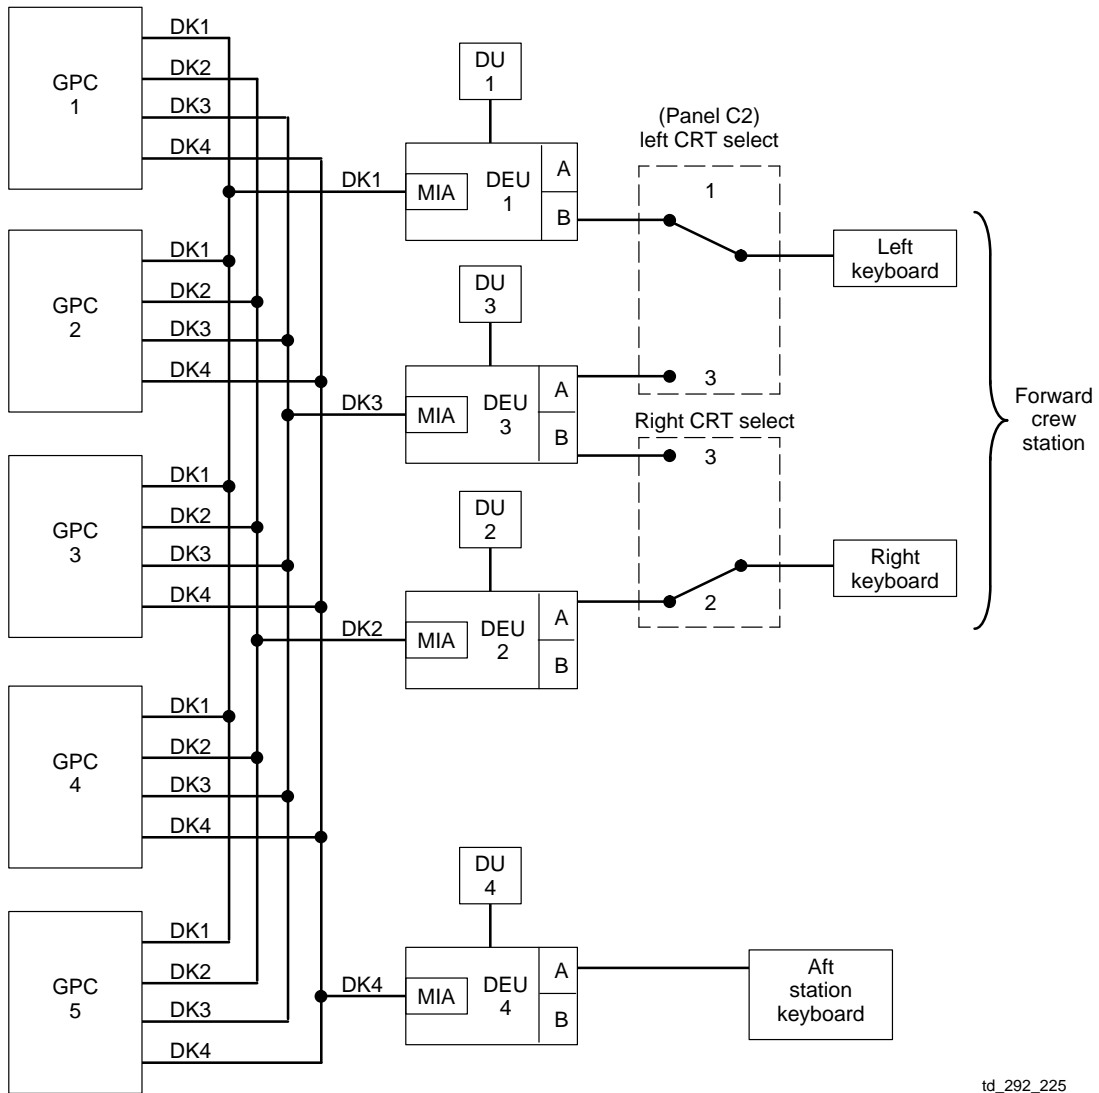 GPC
1
DK1
DK2
DK3
DK4
GPC
2
DK1
DK2
DK3
DK4
GPC
3
DK1
DK2
DK3
DK4
GPC
4
DK1
DK2
DK3
DK4
GPC
5
DK1
DK2
DK3
DK4
DU
1
DK1
MIA
DEU
1
A
B
DU
3
DK3
MIA
DEU
3
A
B
DU
2
DK2
MIA
DEU
2
A
B
DU
4
DK4
MIA
DEU
4
A
B
(Panel C2)
left CRT select
1
3
Right CRT select
3
2
Left
keyboard
Right
keyboard
Forward
crew
station
Aft
station
keyboard
td_292_225